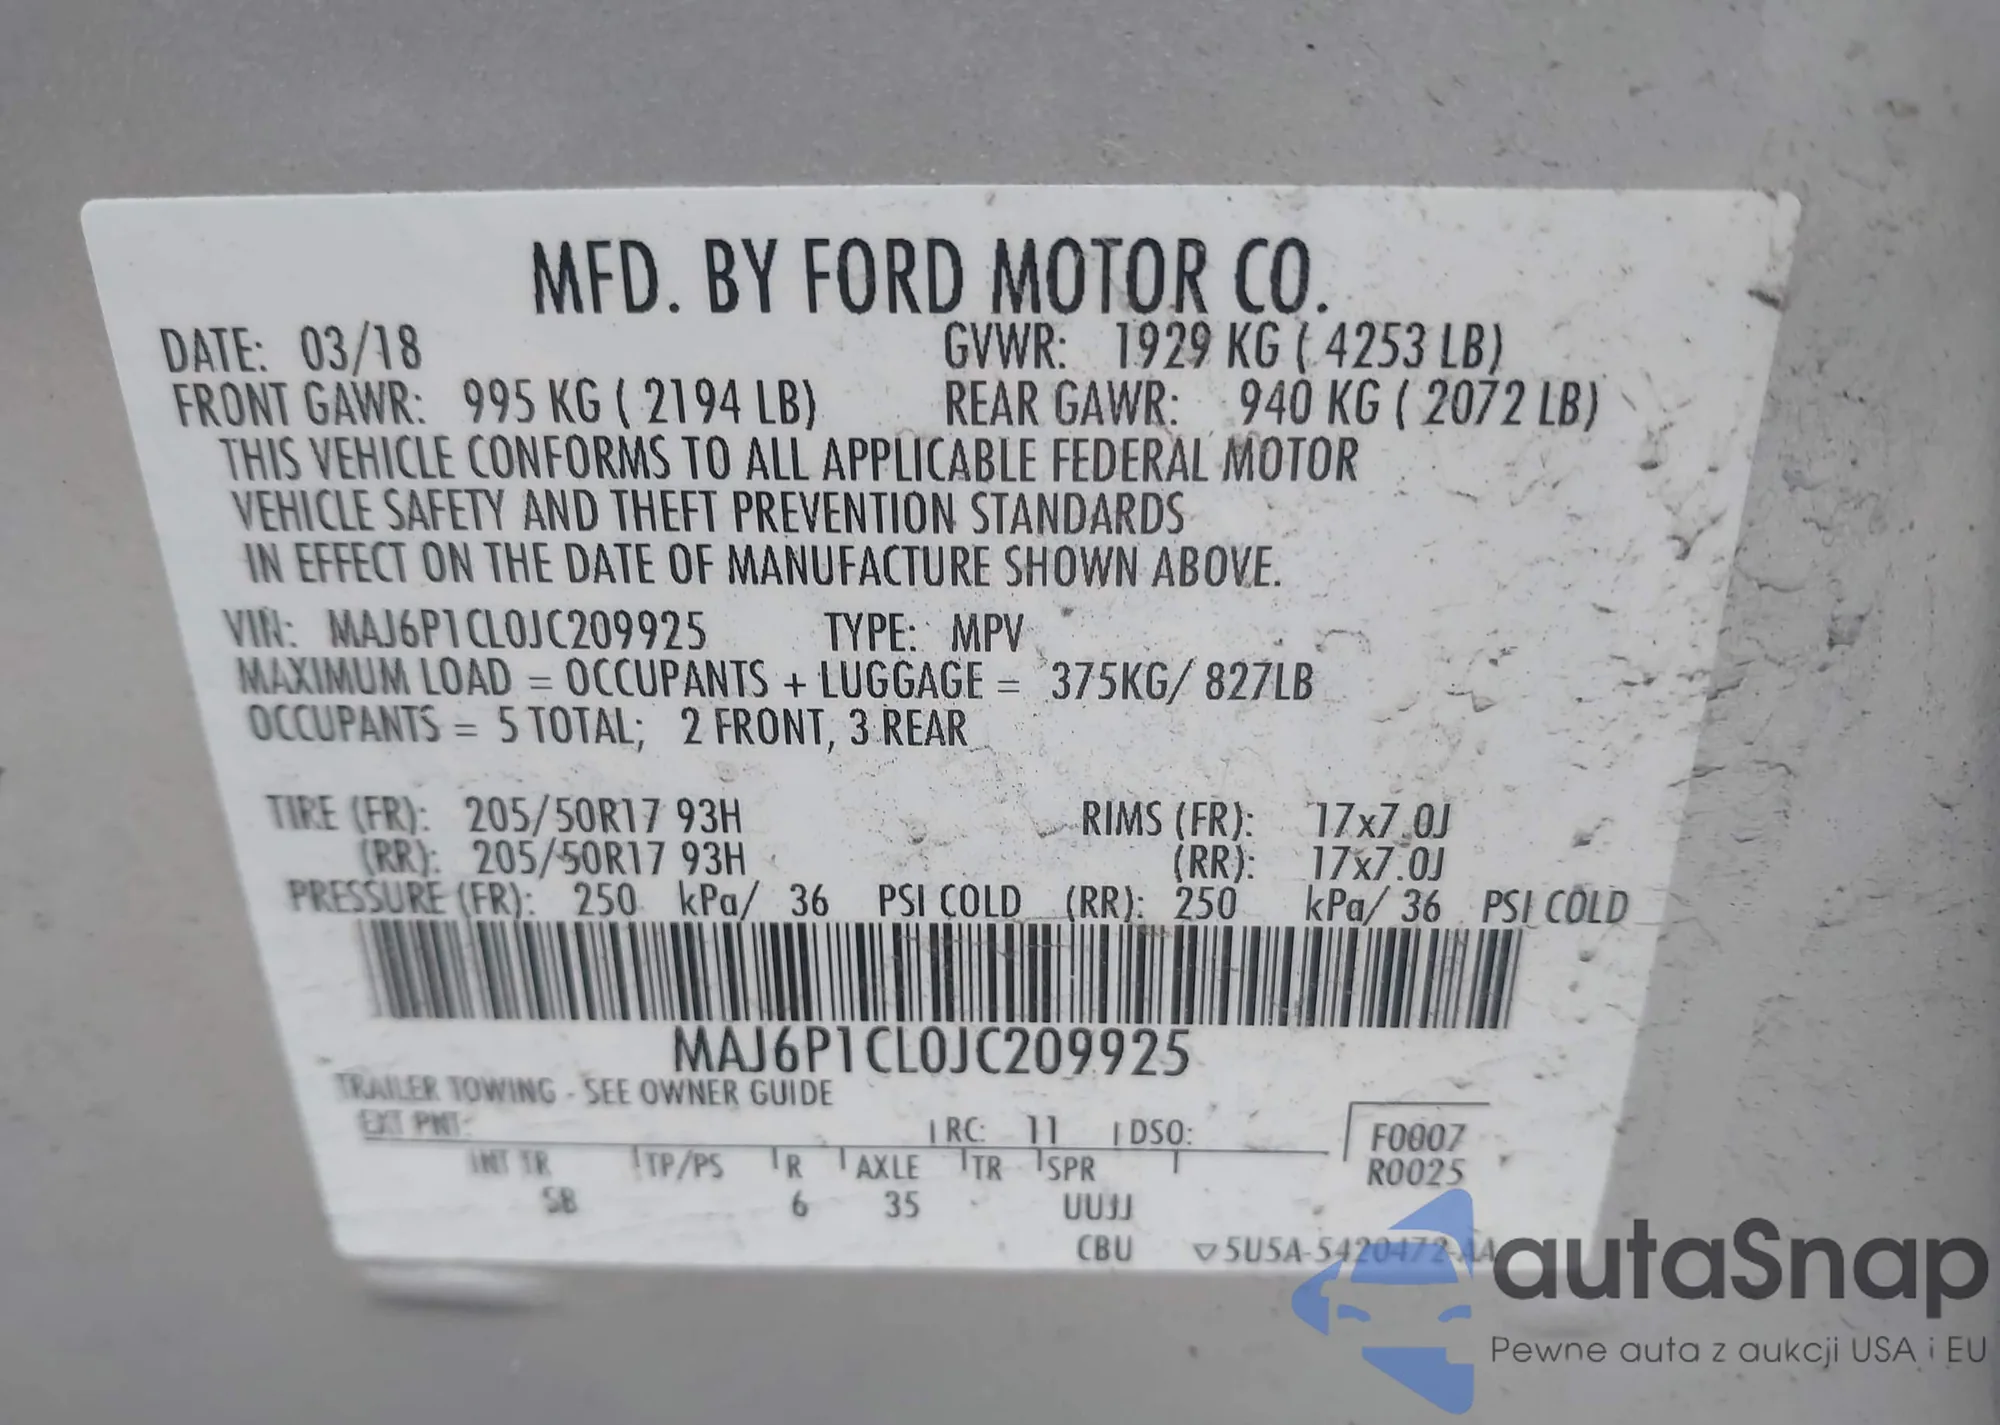 MFD. BY FORD MOTOR CO.
DATE: 03/18 GVWR: 1929 KG ( 4253 LB)
FRONT GAWR: 995 KG ( 2194 LB) REAR GAWR: 940 KG ( 2072 LB)
THIS VEHICLE CONFORMS TO ALL APPLICABLE FEDERAL MOTOR
VEHICLE SAFETY AND THEFT PREVENTION STANDARDS
IN EFFECT ON THE DATE OF MANUFACTURE SHOWN ABOVE.
VIN: MAJ6P1CL0JC209925 TYPE: MPV
MAXIMUM LOAD = OCCUPANTS + LUGGAGE = 375KG/ 827LB
OCCUPANTS = 5 TOTAL; 2 FRONT, 3 REAR
TIRE (FR): 205/50R17 93H RIMS (FR): 17x7.0J
(RR): 205/50R17 93H (RR): 17x7.0J
PRESSURE (FR): 250 kPa/ 36 PSI COLD (RR): 250 kPa/ 36 PSI COLD
MAJ6P1CL0JC209925
TRAILER TOWING - SEE OWNER GUIDE
EXT PNT: RC: 11 DSO: F0007
R0025
INT TR TP/PS R AXLE TR SPR
SB 6 35 UUJJ
CBU ▽5U5A-5420472-AA
autaSnap
Pewne auta z aukcji USA i EU